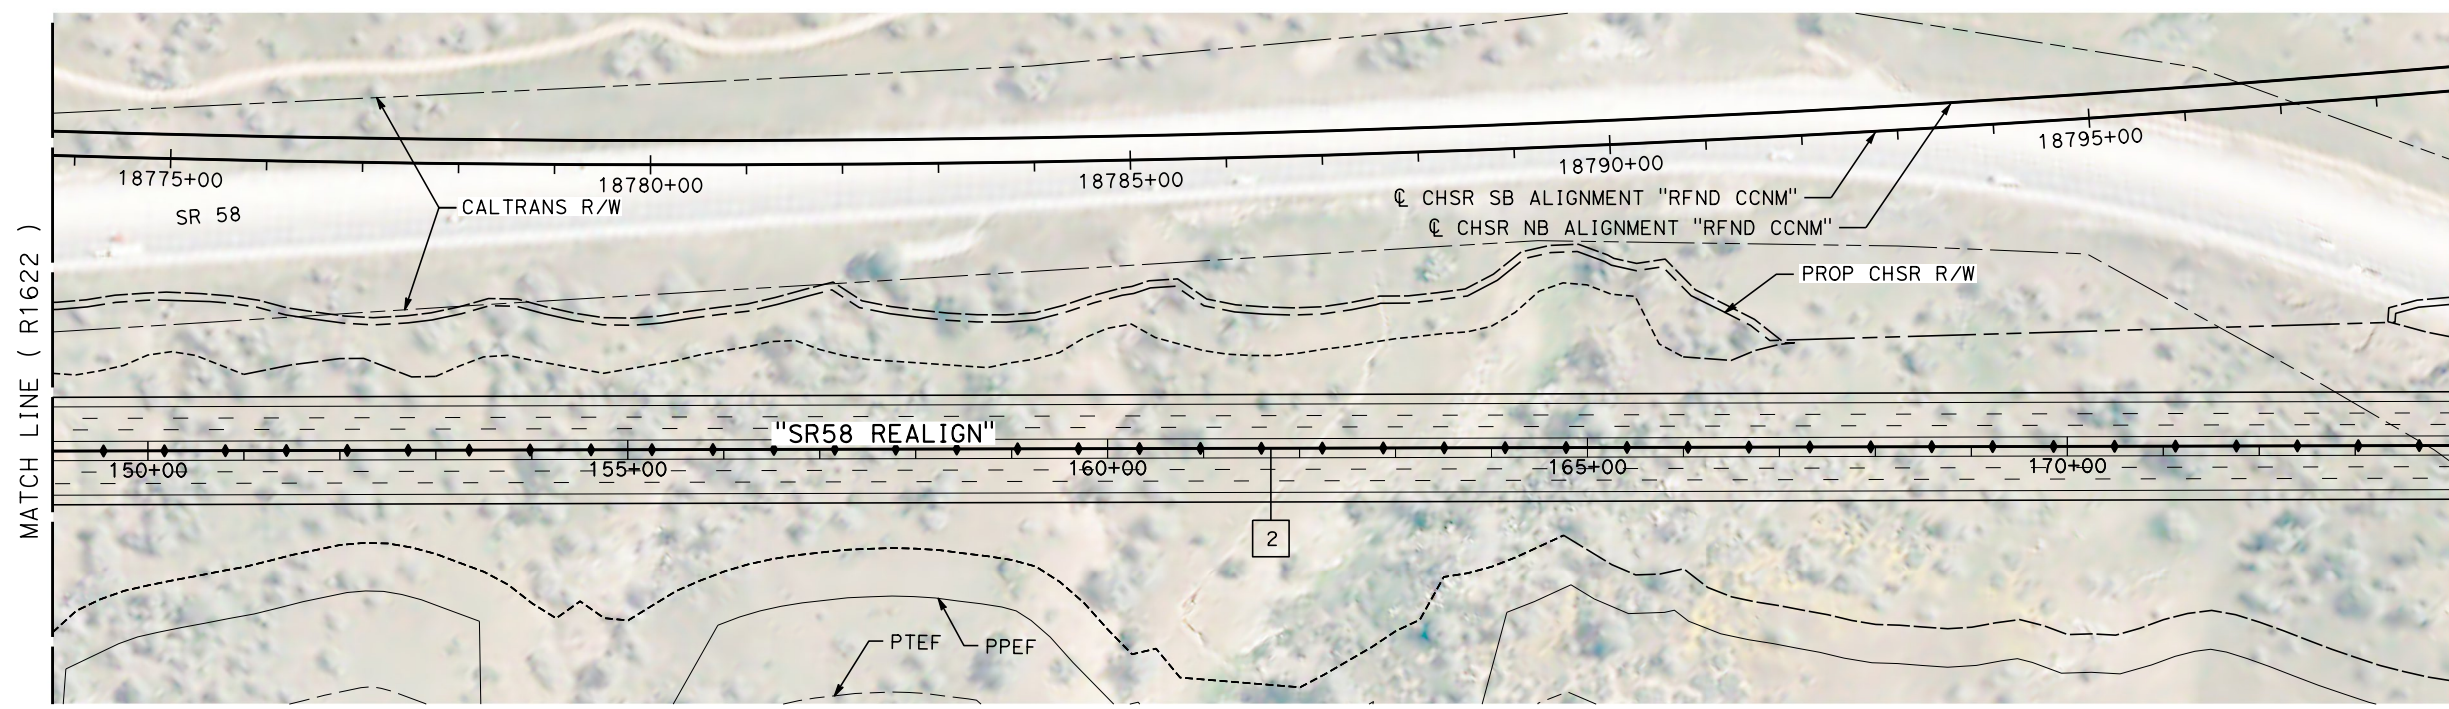 18775+00
18780+00
18785+00
18790+00
18795+00
SR 58
CALTRANS R/W
℄ CHSR SB ALIGNMENT "RFND CCNM"
℄ CHSR NB ALIGNMENT "RFND CCNM"
PROP CHSR R/W
MATCH LINE ( R1622 )
"SR58 REALIGN"
150+00
155+00
160+00
165+00
170+00
2
PTEF
PPEF